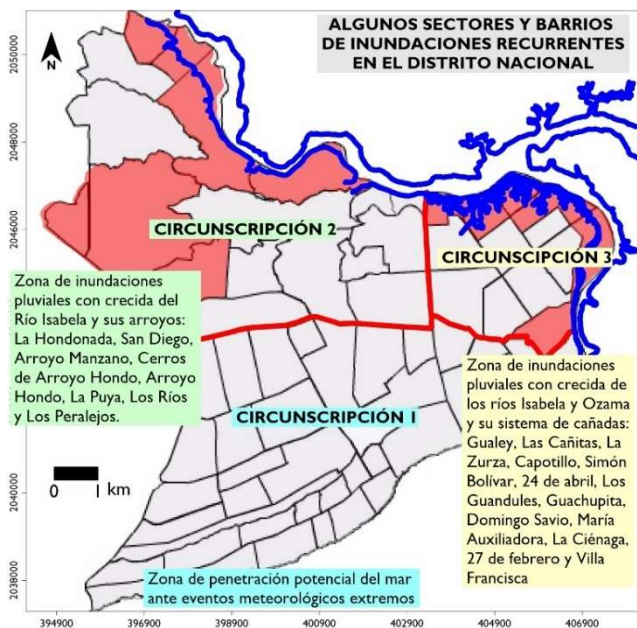 ALGUNOS SECTORES Y BARRIOS
DE INUNDACIONES RECURRENTES
EN EL DISTRITO NACIONAL
N
2050000
2048000
2046000
2040000
2038000
CIRCUNSCRIPCIÓN 2
CIRCUNSCIPCIÓN 3
Zona de inundaciones
pluviales con crecida del
Río Isabela y sus arroyos:
La Hondonada, San Diego,
Arroyo Manzano, Cerros
de Arroyo Hondo, Arroyo
Hondo, La Puya, Los Ríos
y Los Peralejos.
Zona de inundaciones
pluviales con crecida de
los ríos Isabela y Ozama
y su sistema de cañadas:
Gualey, Las Cañitas, La
Zurza, Capotillo, Simón
Bolívar, 24 de abril, Los
Guandules, Guachupita,
Domingo Savio, María
Auxiliadora, La Ciénaga,
27 de febrero y Villa
Francisca
CIRCUNSCRIPCIÓN 1
0 1 km
Zona de penetración potencial del mar
ante eventos meteorológicos extremos
394900 396900 398900 400900 402900 404900 406900